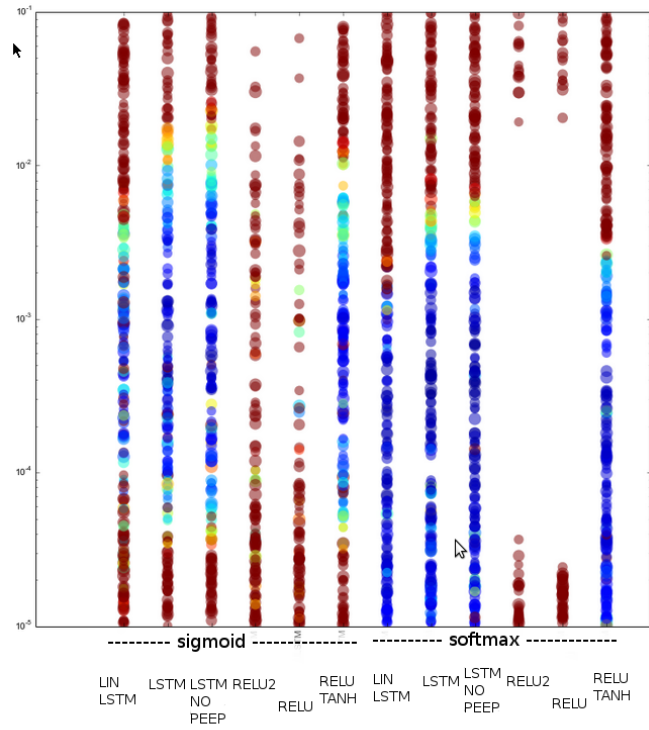 10⁻¹
10⁻²
10⁻³
10⁻⁴
10⁻⁵
sigmoid softmax
LIN LSTM LSTM LSTM NO PEEP RELU2 RELU RELU TANH LIN LSTM LSTM LSTM NO PEEP RELU2 RELU RELU TANH